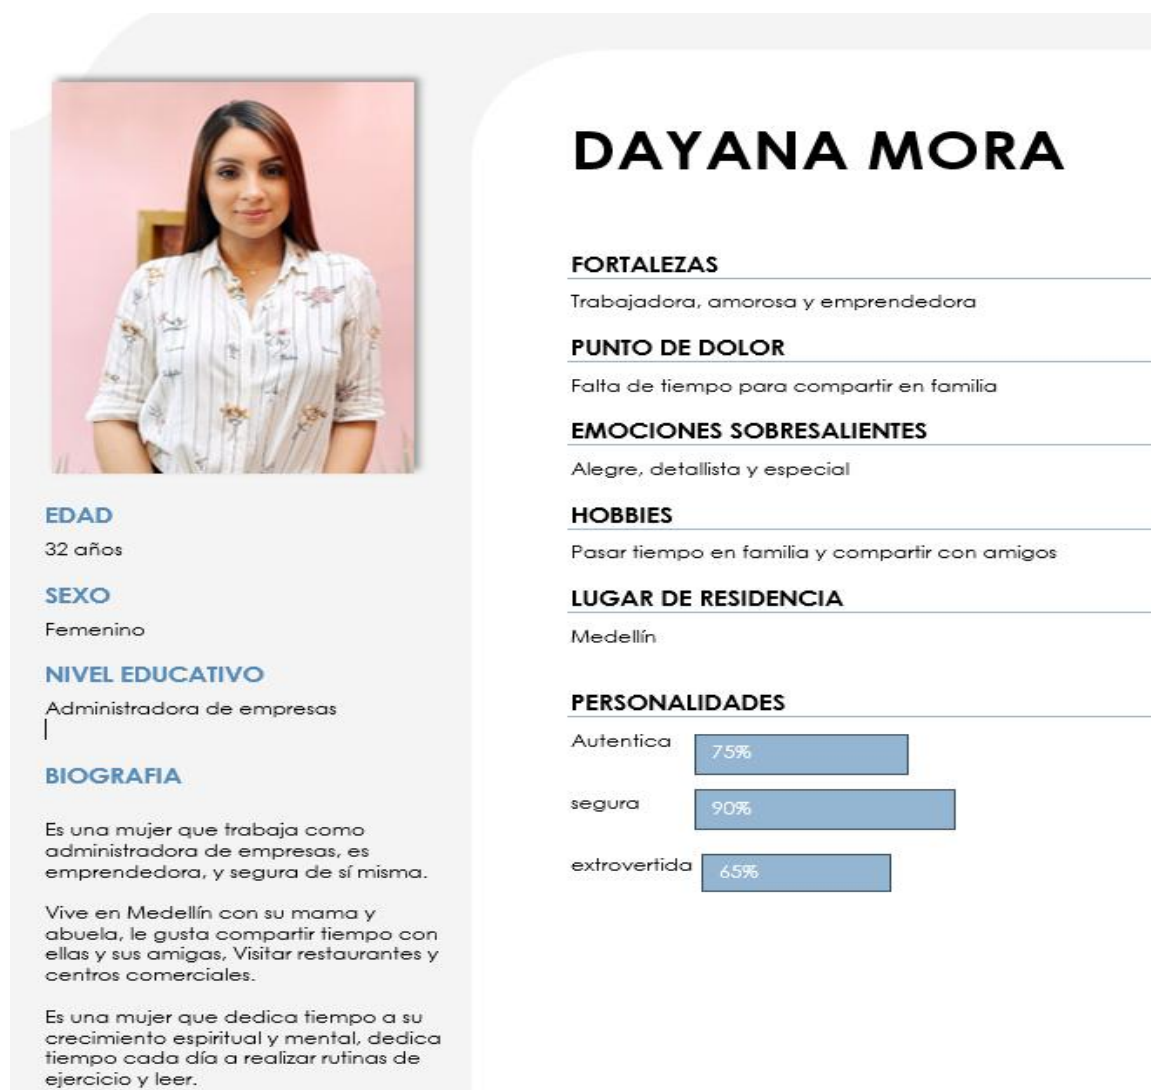 DAYANA MORA
FORTALEZAS
Trabajadora, amorosa y emprendedora
PUNTO DE DOLOR
Falta de tiempo para compartir en familia
EMOCIONES SOBRESALIENTES
Alegre, detallista y especial
HOBBIES
Pasar tiempo en familia y compartir con amigos
LUGAR DE RESIDENCIA
Medellín
PERSONALIDADES
Autentica 75%
segura 90%
extrovertida 65%
EDAD
32 años
SEXO
Femenino
NIVEL EDUCATIVO
Administradora de empresas
BIOGRAFIA
Es una mujer que trabaja como
administradora de empresas, es
emprendedora, y segura de sí misma.
Vive en Medellín con su mama y
abuela, le gusta compartir tiempo con
ellas y sus amigas, Visitar restaurantes y
centros comerciales.
Es una mujer que dedica tiempo a su
crecimiento espiritual y mental, dedica
tiempo cada día a realizar rutinas de
ejercicio y leer.